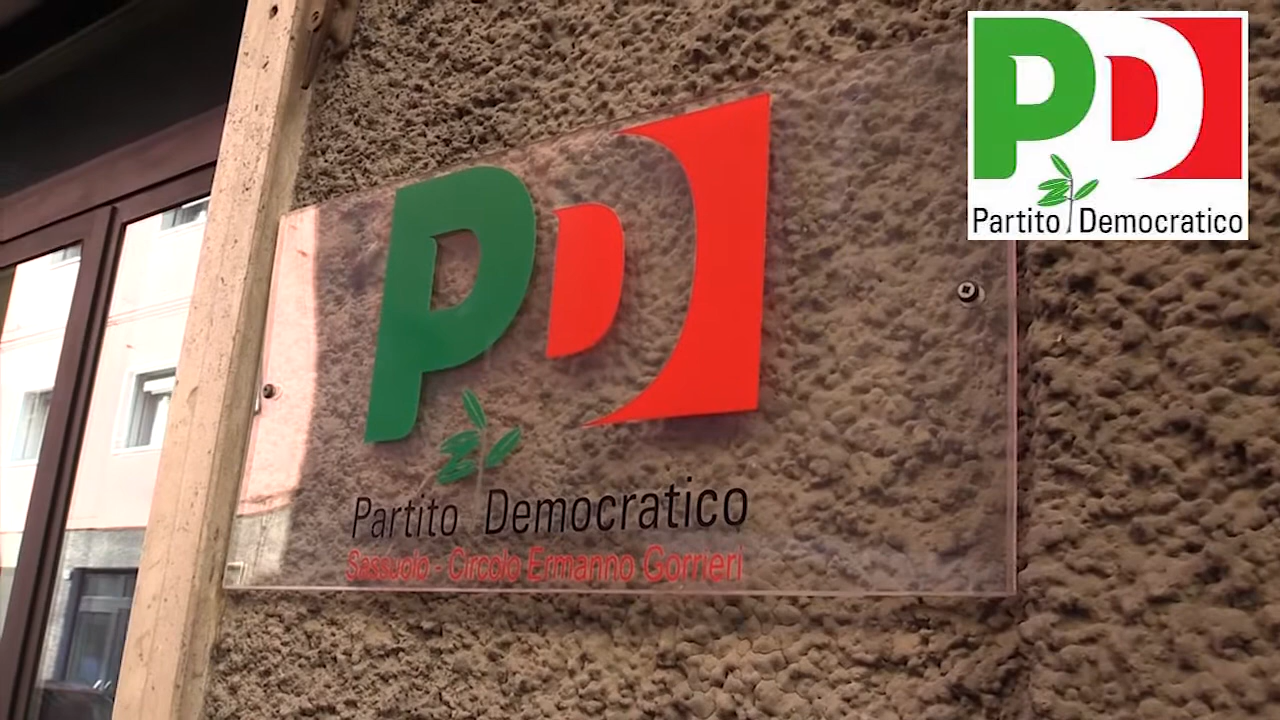 PD
Partito Democratico
Sassuolo - Circolo Ermanno Gorrieri
PD
Partito Democratico